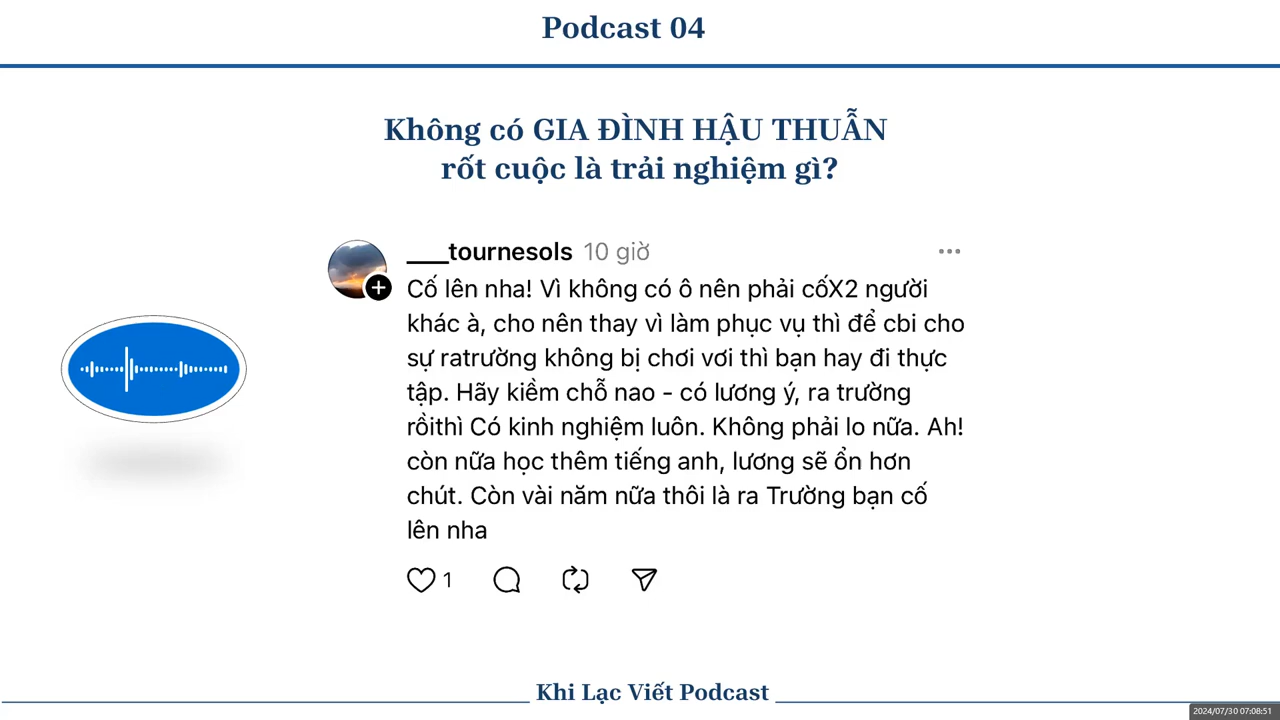 Podcast 04
Không có GIA ĐÌNH HẬU THUẪN
rốt cuộc là trải nghiệm gì?
____tournesols 10 giờ
Cố lên nha! Vì không có ô nên phải cốX2 người
khác à, cho nên thay vì làm phục vụ thì để cbi cho
sự ratrường không bị chơi vơi thì bạn hay đi thực
tập. Hãy kiềm chỗ nao - có lương ý, ra trường
rồithì Có kinh nghiệm luôn. Không phải lo nữa. Ah!
còn nữa học thêm tiếng anh, lương sẽ ổn hơn
chút. Còn vài năm nữa thôi là ra Trường bạn cố
lên nha
1
Khi Lạc Viết Podcast
2024/07/30 07:08:51